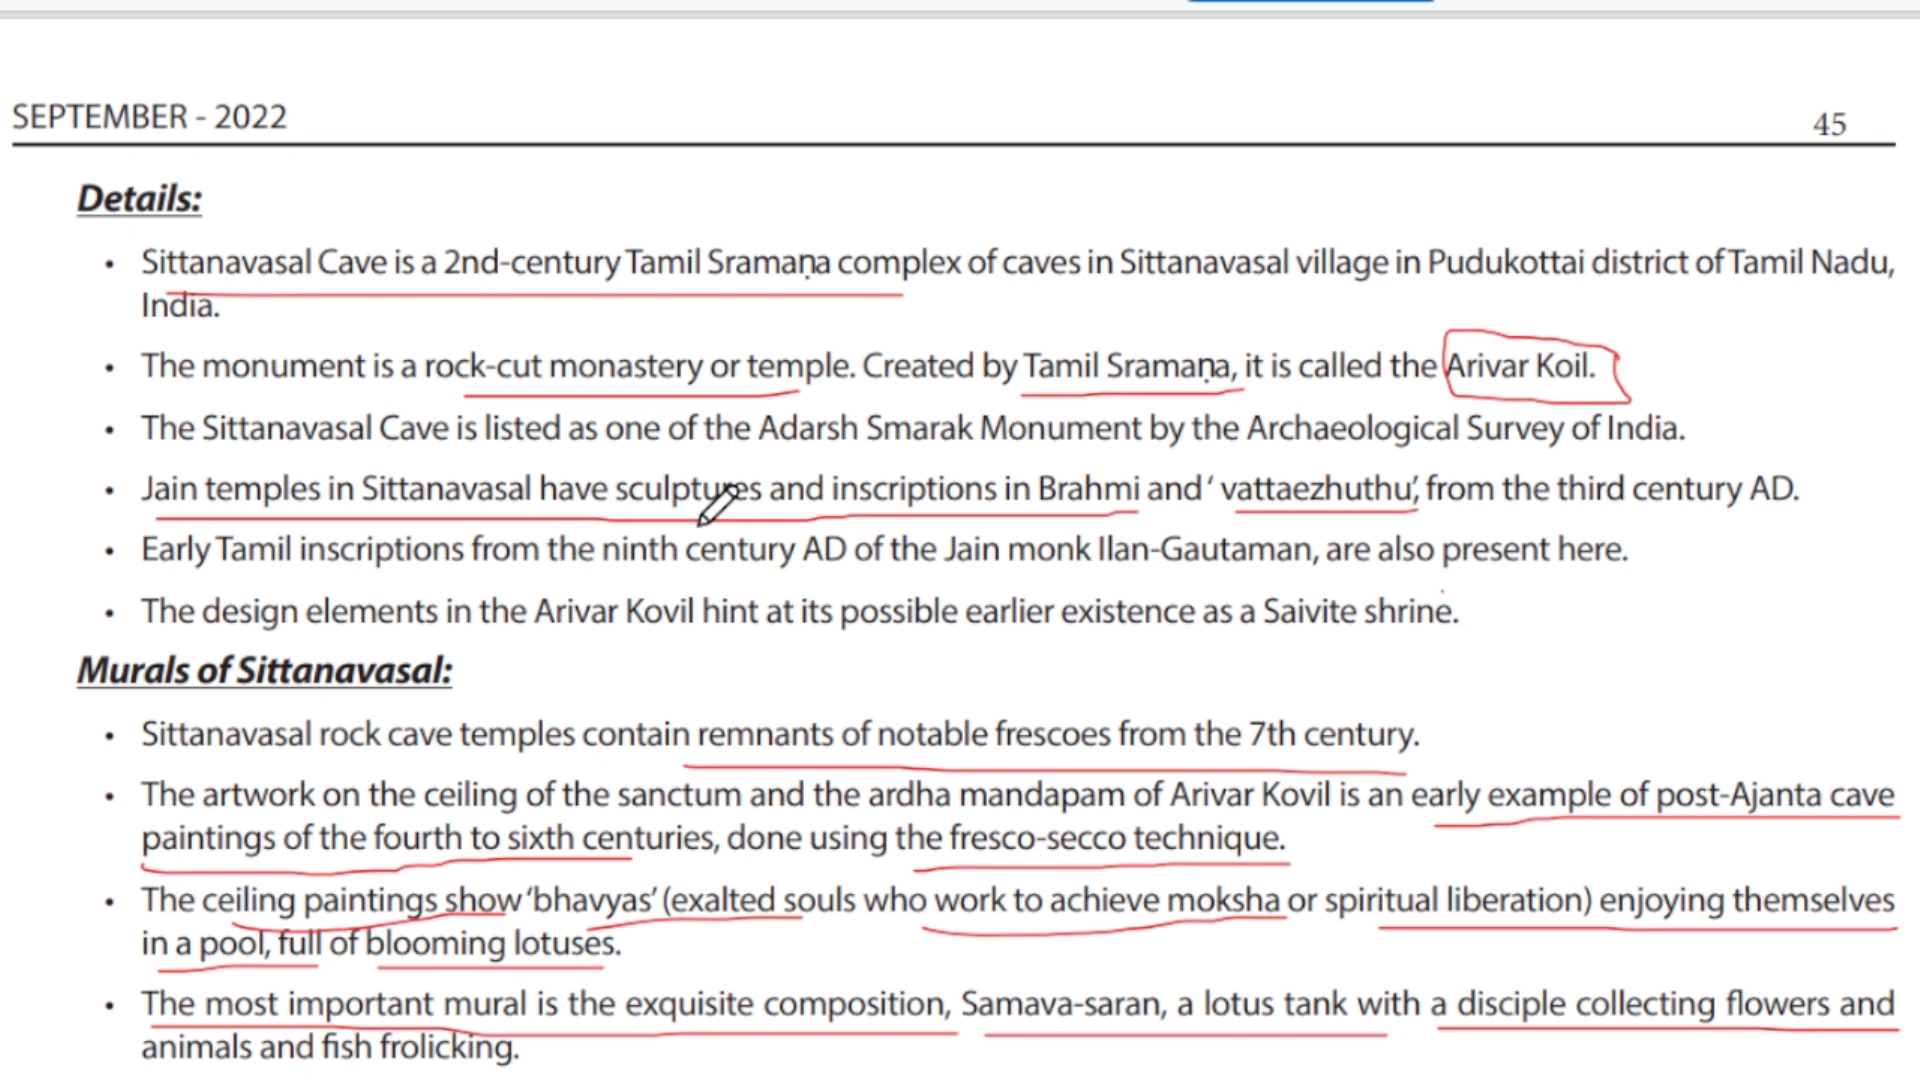 SEPTEMBER - 2022
45
Details:
• Sittanavasal Cave is a 2nd-century Tamil Sramaṇa complex of caves in Sittanavasal village in Pudukottai district of Tamil Nadu,
India.
• The monument is a rock-cut monastery or temple. Created by Tamil Sramaṇa, it is called the Arivar Koil.
• The Sittanavasal Cave is listed as one of the Adarsh Smarak Monument by the Archaeological Survey of India.
• Jain temples in Sittanavasal have sculptures and inscriptions in Brahmi and ‘ vattaezhuthu’, from the third century AD.
• Early Tamil inscriptions from the ninth century AD of the Jain monk Ilan-Gautaman, are also present here.
• The design elements in the Arivar Kovil hint at its possible earlier existence as a Saivite shrine.
Murals of Sittanavasal:
• Sittanavasal rock cave temples contain remnants of notable frescoes from the 7th century.
• The artwork on the ceiling of the sanctum and the ardha mandapam of Arivar Kovil is an early example of post-Ajanta cave
paintings of the fourth to sixth centuries, done using the fresco-secco technique.
• The ceiling paintings show ‘bhavyas’ (exalted souls who work to achieve moksha or spiritual liberation) enjoying themselves
in a pool, full of blooming lotuses.
• The most important mural is the exquisite composition, Samava-saran, a lotus tank with a disciple collecting flowers and
animals and fish frolicking.